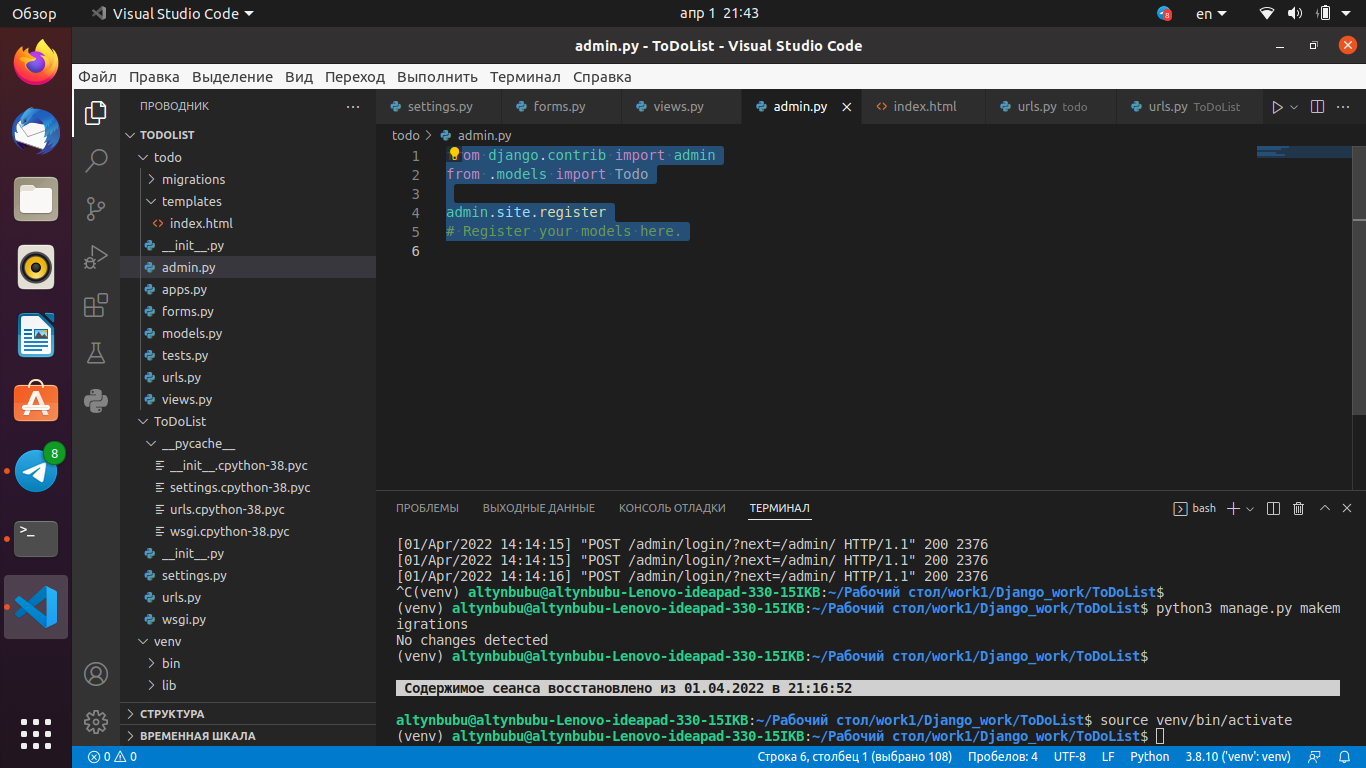 Обзор
Visual Studio Code
апр 1 21:43
8
en
admin.py - ToDoList - Visual Studio Code
Файл Правка Выделение Вид Переход Выполнить Терминал Справка
ПРОВОДНИК
settings.py
forms.py
views.py
admin.py
index.html
urls.py todo
urls.py ToDoList
TODOLIST
todo
migrations
templates
index.html
__init__.py
admin.py
apps.py
forms.py
models.py
tests.py
urls.py
views.py
ToDoList
__pycache__
__init__.cpython-38.pyc
settings.cpython-38.pyc
urls.cpython-38.pyc
wsgi.cpython-38.pyc
__init__.py
settings.py
urls.py
wsgi.py
venv
bin
lib
СТРУКТУРА
ВРЕМЕННАЯ ШКАЛА
8
todo > admin.py
1 om django.contrib import admin
2 from .models import Todo
3
4 admin.site.register
5 # Register your models here.
6
ПРОБЛЕМЫ ВЫХОДНЫЕ ДАННЫЕ КОНСОЛЬ ОТЛАДКИ ТЕРМИНАЛ
bash
[01/Apr/2022 14:14:15] "POST /admin/login/?next=/admin/ HTTP/1.1" 200 2376
[01/Apr/2022 14:14:15] "POST /admin/login/?next=/admin/ HTTP/1.1" 200 2376
[01/Apr/2022 14:14:16] "POST /admin/login/?next=/admin/ HTTP/1.1" 200 2376
^C(venv) altynbubu@altynbubu-Lenovo-ideapad-330-15IKB:~/Рабочий стол/work1/Django_work/ToDoList$
(venv) altynbubu@altynbubu-Lenovo-ideapad-330-15IKB:~/Рабочий стол/work1/Django_work/ToDoList$ python3 manage.py makem
igrations
No changes detected
(venv) altynbubu@altynbubu-Lenovo-ideapad-330-15IKB:~/Рабочий стол/work1/Django_work/ToDoList$
Содержимое сеанса восстановлено из 01.04.2022 в 21:16:52
altynbubu@altynbubu-Lenovo-ideapad-330-15IKB:~/Рабочий стол/work1/Django_work/ToDoList$ source venv/bin/activate
(venv) altynbubu@altynbubu-Lenovo-ideapad-330-15IKB:~/Рабочий стол/work1/Django_work/ToDoList$
0 0
Строка 6, столбец 1 (выбрано 108) Пробелов: 4 UTF-8 LF Python 3.8.10 ('venv': venv)